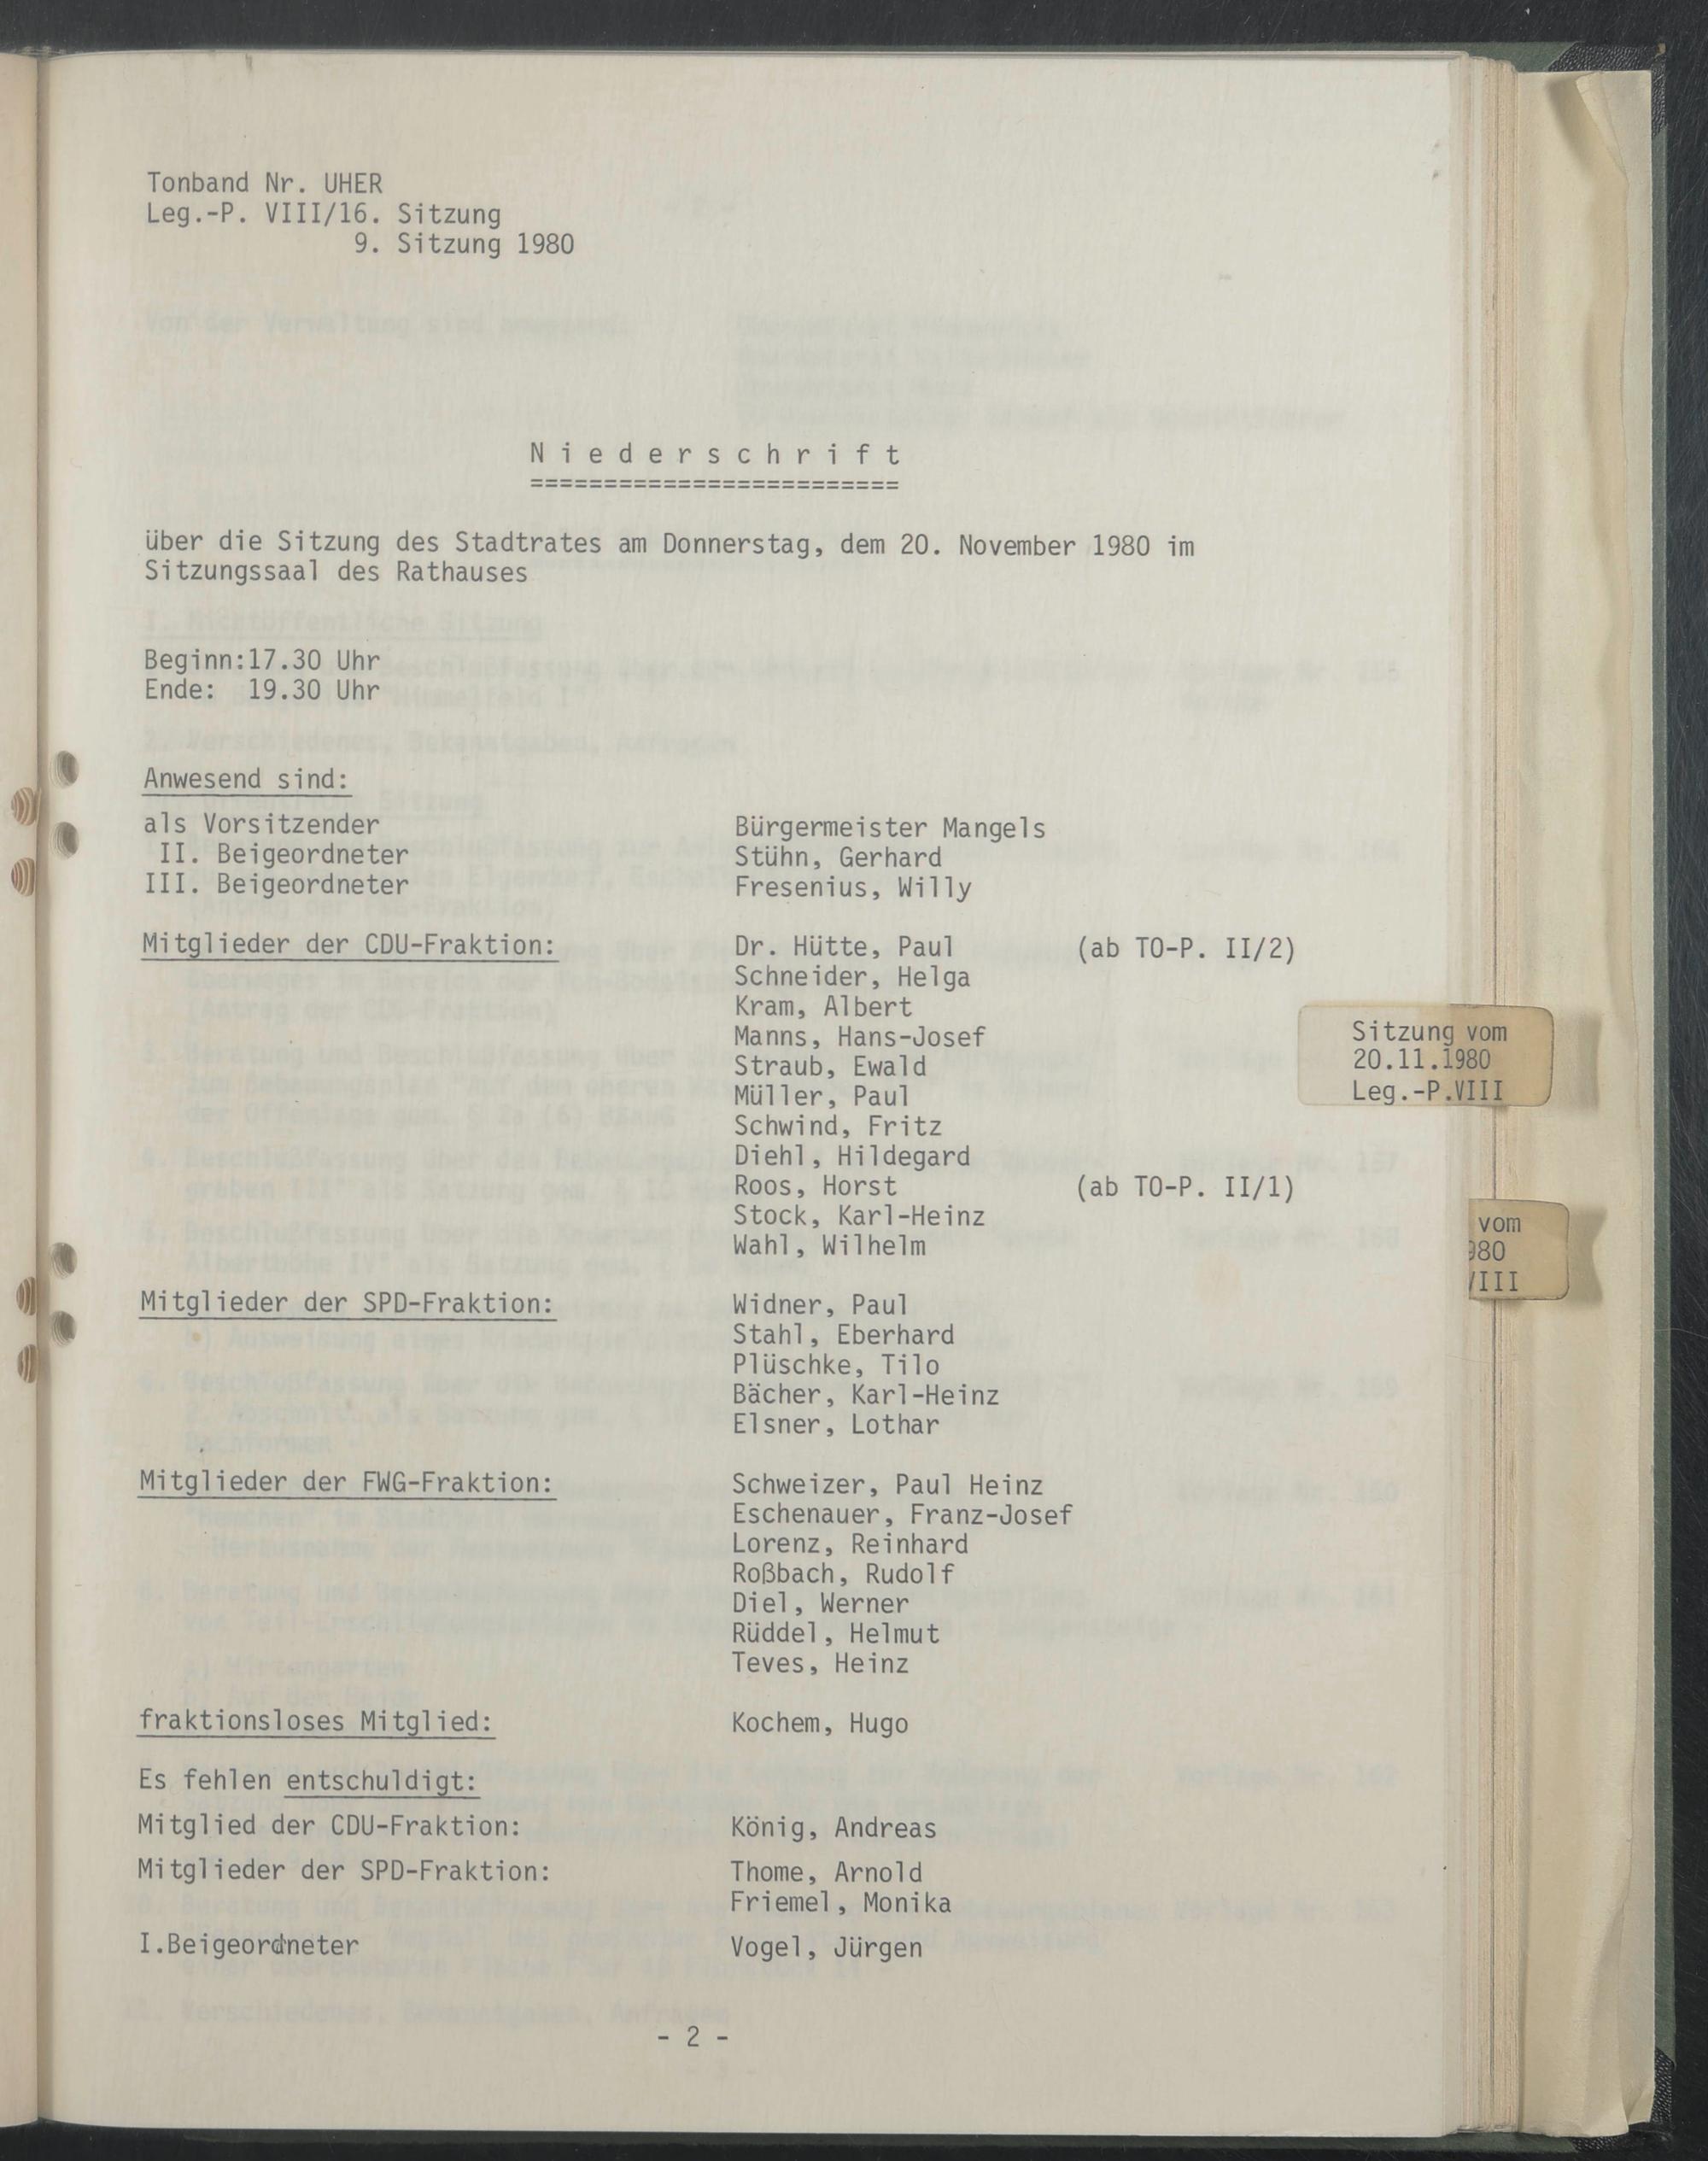 Tonband Nr. UHER
Leg.-P. VIII/16. Sitzung
9. Sitzung 1980
N i e d e r s c h r i f t
=========================
über die Sitzung des Stadtrates am Donnerstag, dem 20. November 1980 im
Sitzungssaal des Rathauses
Beginn:17.30 Uhr
Ende: 19.30 Uhr
Anwesend sind:
als Vorsitzender Bürgermeister Mangels
II. Beigeordneter Stühn, Gerhard
III. Beigeordneter Fresenius, Willy
Mitglieder der CDU-Fraktion: Dr. Hütte, Paul (ab TO-P. II/2)
Schneider, Helga
Kram, Albert
Manns, Hans-Josef
Straub, Ewald
Müller, Paul
Schwind, Fritz
Diehl, Hildegard
Roos, Horst (ab TO-P. II/1)
Stock, Karl-Heinz
Wahl, Wilhelm
Mitglieder der SPD-Fraktion: Widner, Paul
Stahl, Eberhard
Plüschke, Tilo
Bächer, Karl-Heinz
Elsner, Lothar
Mitglieder der FWG-Fraktion: Schweizer, Paul Heinz
Eschenauer, Franz-Josef
Lorenz, Reinhard
Roßbach, Rudolf
Diel, Werner
Rüddel, Helmut
Teves, Heinz
fraktionsloses Mitglied: Kochem, Hugo
Es fehlen entschuldigt:
Mitglied der CDU-Fraktion: König, Andreas
Mitglieder der SPD-Fraktion: Thome, Arnold
Friemel, Monika
I.Beigeordneter Vogel, Jürgen
- 2 -
Sitzung vom
20.11.1980
Leg.-P.VIII
vom
980
VIII